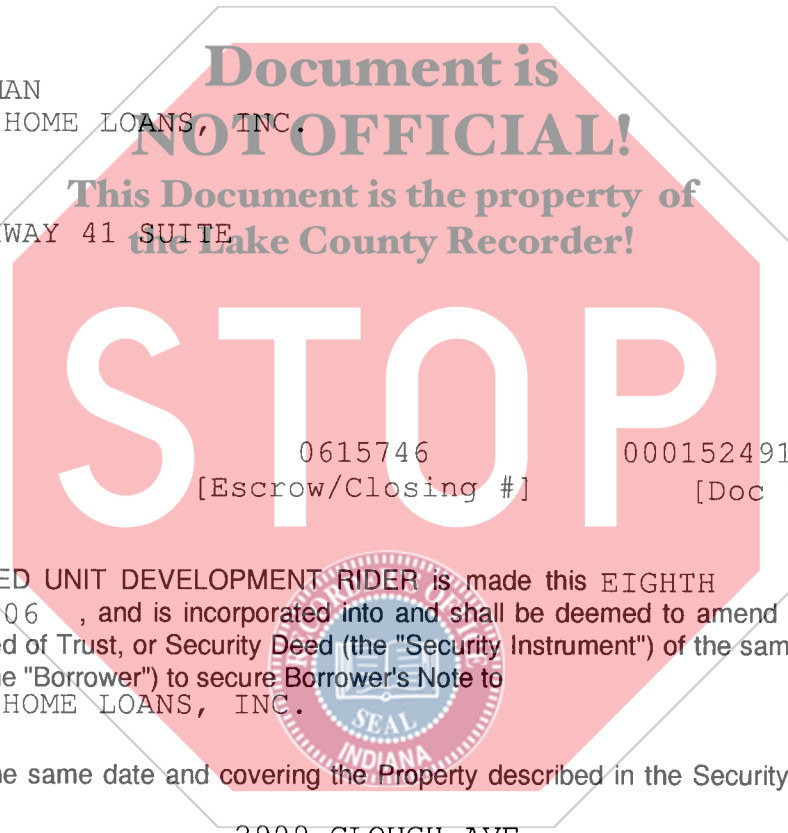 Document is
MAN
HOME LOANS, INC.
NOT OFFICIAL!
This Document is the property of
WAY 41 SUITE
the Lake County Recorder!
STOP
0615746 000152491
[Escrow/Closing #] [Doc
ED UNIT DEVELOPMENT RIDER is made this EIGHTH
06 , and is incorporated into and shall be deemed to amend
ed of Trust, or Security Deed (the "Security Instrument") of the sam
e "Borrower") to secure Borrower's Note to
HOME LOANS, INC.
SEAL
INDIANA
e same date and covering the Property described in the Security
CLOUGH AVE